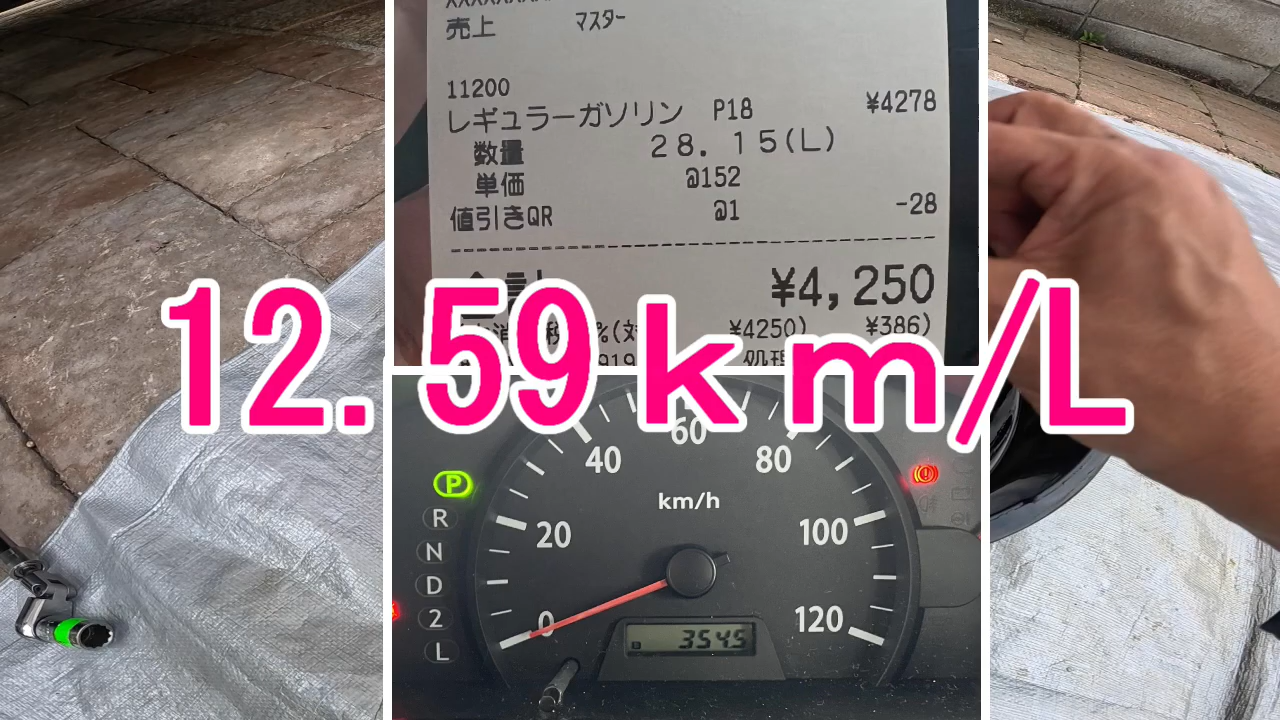 売上 マスター
11200
レギュラーガソリン P18 ¥4278
数量 28.15(L)
単価 @152
値引きQR @1 -28
¥4,250
¥4250) ¥386)
12.59km/L
60
40 80
km/h
20 100
0 120
P
R
N
D
2
L
354.5